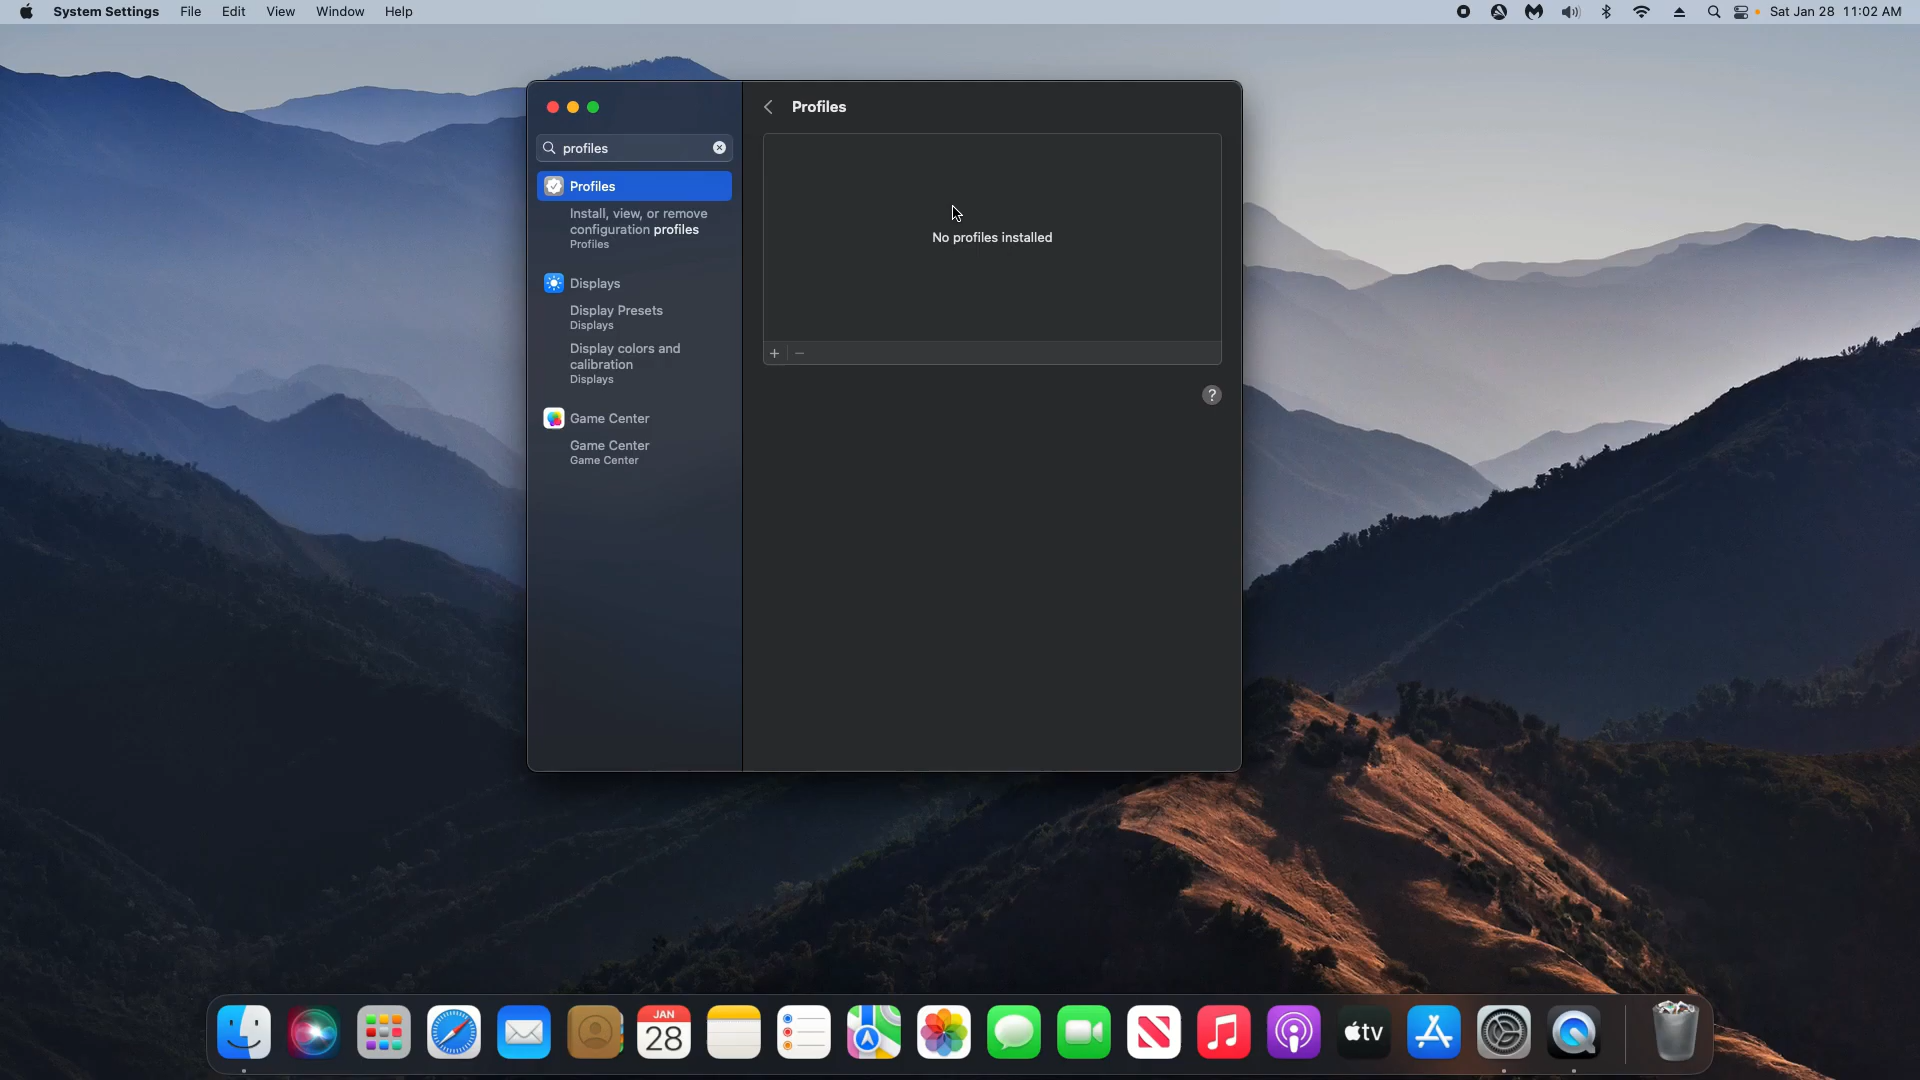 System Settings File Edit View Window Help Sat Jan 28 11:02 AM
profiles
Profiles
Install, view, or remove
configuration profiles
Profiles
Displays
Display Presets
Displays
Display colors and
calibration
Displays
Game Center
Game Center
Game Center
Profiles
No profiles installed
+ −
?
JAN
28
tv